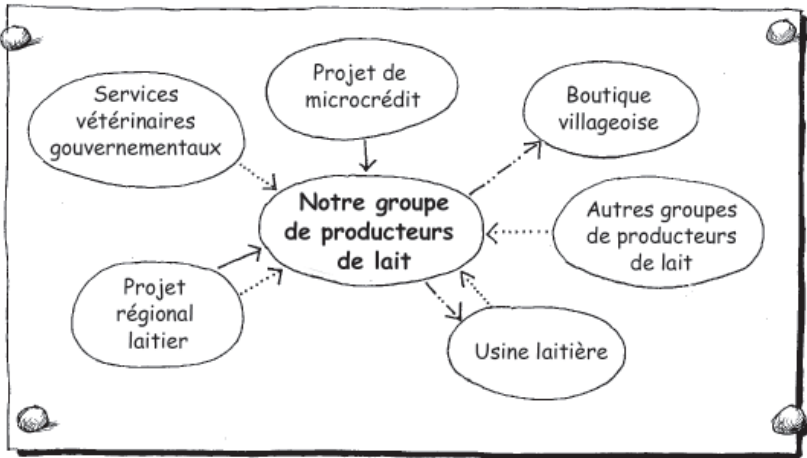 Projet de
microcrédit
Services
vétérinaires
gouvernementaux
Boutique
villageoise
Notre groupe
de producteurs
de lait
Autres groupes
de producteurs
de lait
Projet
régional
laitier
Usine laitière